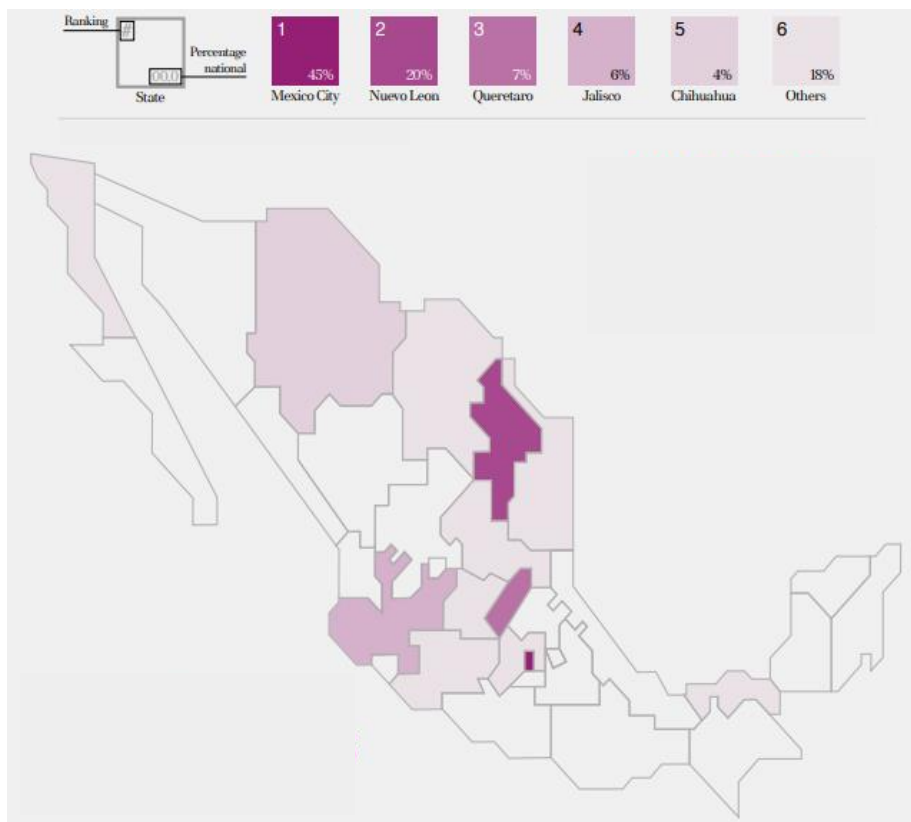 Ranking
#
Percentage
national
00.0
State
1
45%
Mexico City
2
20%
Nuevo Leon
3
7%
Queretaro
4
6%
Jalisco
5
4%
Chihuahua
6
18%
Others